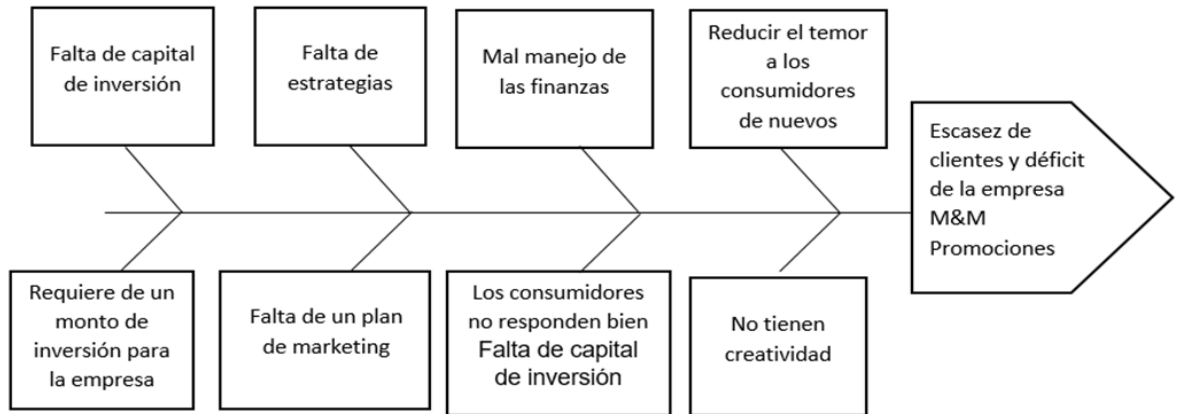 Falta de capital
de inversión
Falta de
estrategias
Mal manejo de
las finanzas
Reducir el temor
a los
consumidores
de nuevos
Escasez de
clientes y déficit
de la empresa
M&M
Promociones
Requiere de un
monto de
inversión para
la empresa
Falta de un plan
de marketing
Los consumidores
no responden bien
Falta de capital
de inversión
No tienen
creatividad